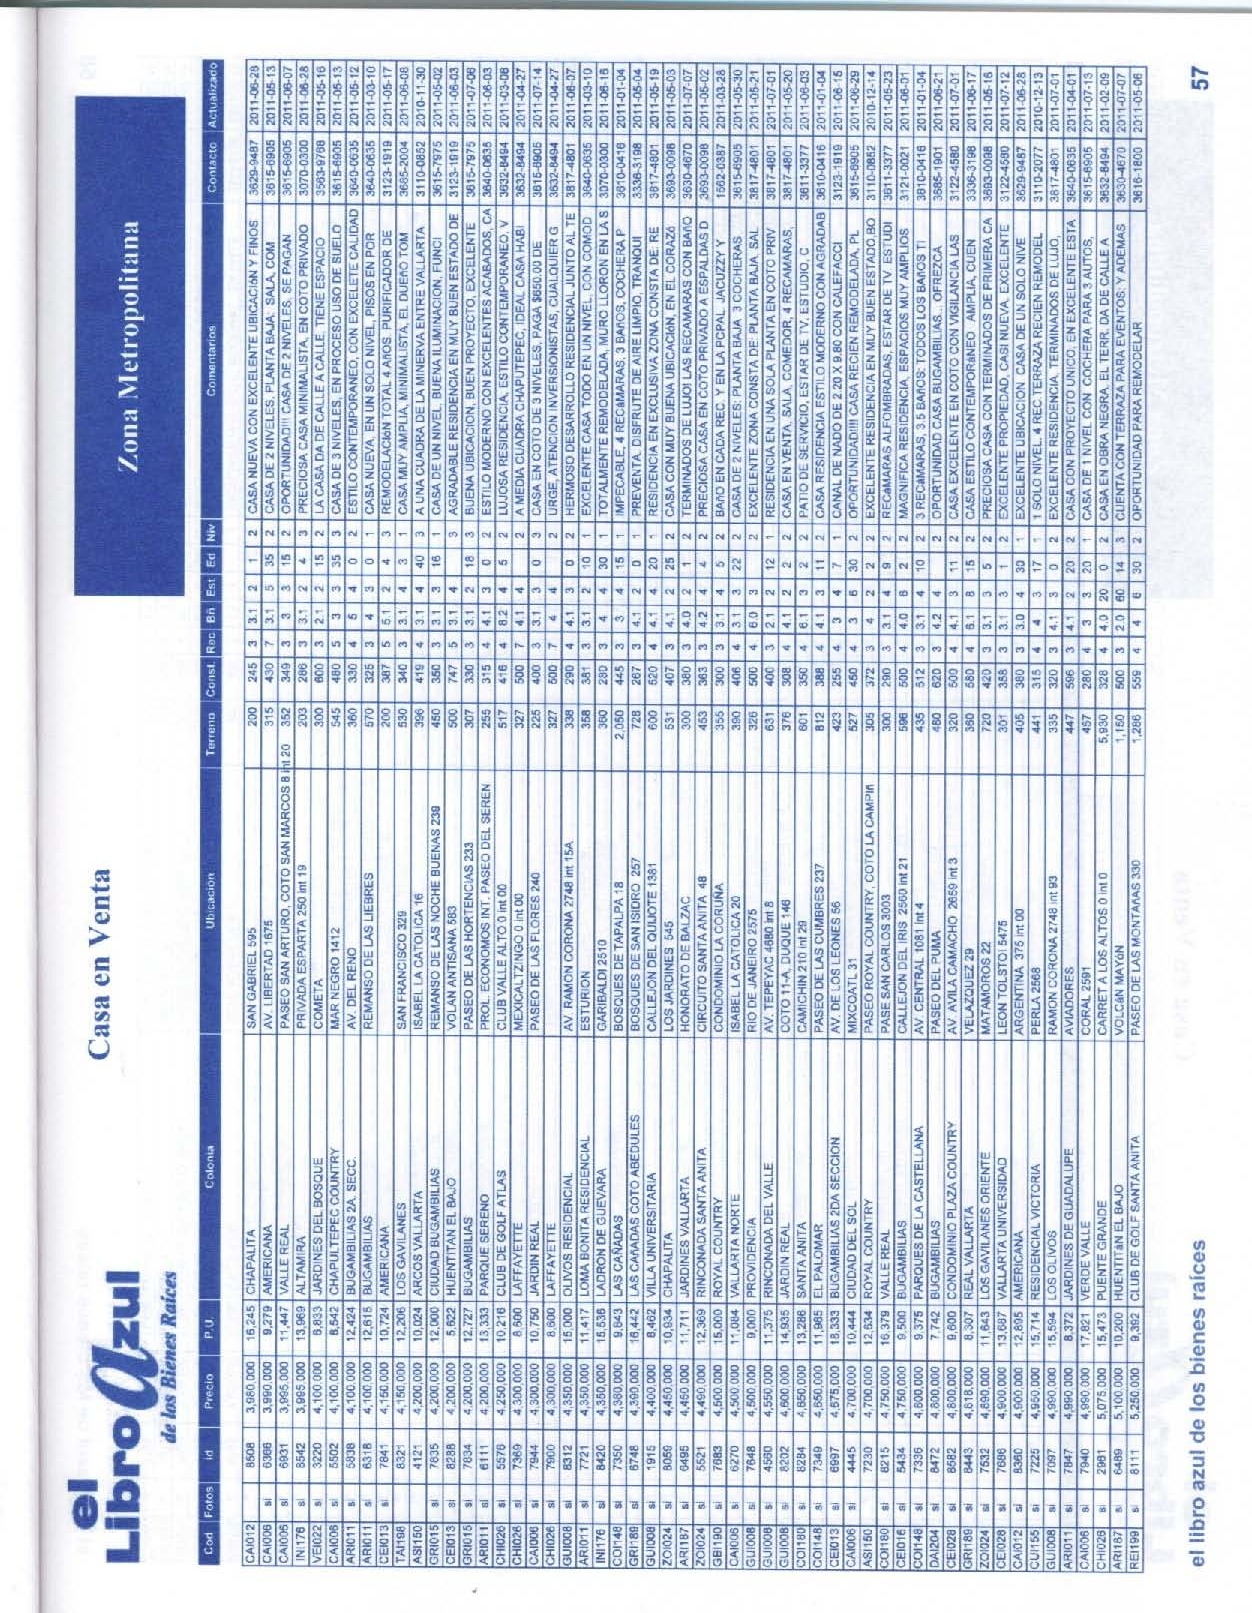 el
Libro Azul
de los Bienes Raíces
Casa en Venta
Zona Metropolitana
Cod Fotos id Precio P.U. Colonia Ubicación Terreno Const. Rec Bñ Est Ed Niv Comentarios Contacto Actualizado
CAI012 si 8508 3,980,000 16,245 CHAPALITA SAN GABRIEL 595 200 245 3 3.1 2 1 2 CASA NUEVA CON EXCELENTE UBICACIóN Y FINOS 3629-9487 2011-06-28
CAI006 si 6366 3,990,000 9,279 AMERICANA AV. LIBERTAD 1675 315 430 7 3.1 5 35 2 CASA DE 2 NIVELES, PLANTA BAJA: SALA, COM 3615-6905 2011-05-13
CAI006 si 6931 3,995,000 11,447 VALLE REAL PASEO SAN ARTURO, COTO SAN MARCOS 8 int 20 352 349 3 3 3 15 2 OPORTUNIDAD!!! CASA DE 2 NIVELES, SE PAGAN 3615-6905 2011-06-07
INI176 si 8542 3,995,000 13,969 ALTAMIRA PRIVADA ESPARTA 250 int 19 203 286 3 3.1 2 4 3 PRECIOSA CASA MINIMALISTA, EN COTO PRIVADO 3070-0300 2011-06-28
VEI022 si 3220 4,100,000 6,833 JARDINES DEL BOSQUE COMETA 300 600 3 2.1 2 15 2 LA CASA DA DE CALLE A CALLE, TIENE ESPACIO 3563-9768 2011-05-16
CAI006 si 5502 4,100,000 8,542 CHAPULTEPEC COUNTRY MAR NEGRO 1412 545 480 5 3 3 35 3 CASA DE 3 NIVELES, EN PROCESO USO DE SUELO 3615-6905 2011-05-13
ARI011 si 5838 4,100,000 12,424 BUGAMBILIAS 2A. SECC. AV. DEL RENO 360 330 4 5 4 0 2 ESTILO CONTEMPORANEO, CON EXCELETE CALIDAD 3640-0635 2011-05-12
ARI011 si 6318 4,100,000 12,615 BUGAMBILIAS REMANSO DE LAS LIEBRES 570 325 3 4 3 0 1 CASA NUEVA, EN UN SOLO NIVEL, PISOS EN POR 3640-0635 2011-03-10
CEI013 si 7841 4,150,000 10,724 AMERICANA 200 387 5 5.1 2 4 3 REMODELACIóN TOTAL 4 AñOS, PURIFICADOR 3123-1919 2011-05-17
TAI198 8321 4,150,000 12,206 LOS GAVILANES SAN FRANCISCO 329 530 340 3 3.1 4 3 1 CASA MUY AMPLIA, MINIMALISTA, EL DUEñO TOM 3685-2004 2011-06-08
ASI150 4121 4,200,000 10,024 ARCOS VALLARTA ISABEL LA CATOLICA 16 396 419 4 3.1 4 40 3 A UNA CUADRA DE LA MINERVA ENTRE VALLARTA 3110-0852 2010-11-30
GRI015 si 7835 4,200,000 12,000 CIUDAD BUGAMBILIAS REMANSO DE LAS NOCHE BUENAS 239 450 350 3 3.1 3 16 1 CASA DE UN NIVEL, BUENA ILUMINACION, FUNCI 3615-7975 2011-05-02
CEI013 si 8288 4,200,000 5,622 HUENTITAN EL BAJO VOLCAN ANTISANA 583 500 747 5 3.1 4 3 AGRADABLE RESIDENCIA EN MUY BUEN ESTADO DE 3123-1919 2011-06-03
GRI015 si 7834 4,200,000 12,727 BUGAMBILIAS PASEO DE LAS HORTENCIAS 233 307 330 3 3.1 2 18 3 BUENA UBICACION, BUEN PROYECTO, EXCELENTE 3615-7975 2011-07-06
ARI011 si 6111 4,200,000 13,333 PARQUE SERENO PROL. ECONOMOS INT. PASEO DEL SEREN 255 315 4 4.1 3 0 2 ESTILO MODERNO CON EXCELENTES ACABADOS, CA 3640-0635 2011-06-03
CHI020 si 5576 4,250,000 10,216 CLUB DE GOLF ATLAS CLUB VALLE ALTO 0 int 00 517 416 4 8.2 4 5 2 LUJOSA RESIDENCIA, ESTILO CONTEMPORANEO, V 3632-8494 2011-03-08
CHI026 si 7369 4,300,000 8,600 LAFFAYETTE MEXICALTZINGO 0 int 00 327 500 7 4.1 4 2 A MEDIA CUADRA CHAPUTEPEC, IDEAL CASA HABI 3632-8494 2011-04-27
CAI006 si 7944 4,300,000 10,750 JARDIN REAL PASEO DE LAS FLORES 240 225 400 3 3.1 3 0 3 CASA EN COTO DE 3 NIVELES, PAGA $650.00 DE 3615-6905 2011-07-14
CHI026 si 7900 4,300,000 8,600 LAFFAYETTE 327 500 7 4 4 2 URGE, ATENCION INVERSIONISTAS, CUALQUIER G 3632-8494 2011-04-27
GUI008 si 8312 4,350,000 15,000 OLIVOS RESIDENCIAL AV. RAMON CORONA 2748 int 15A 338 290 4 4.1 3 0 2 HERMOSO DESARROLLO RESIDENCIAL JUNTO AL TE 3817-4801 2011-06-07
ARI011 si 7721 4,350,000 11,417 LOMA BONITA RESIDENCIAL ESTURION 358 381 3 3.1 2 10 1 EXCELENTE CASA TODO EN UN NIVEL, CON COMOD 3640-0635 2011-03-10
INI176 si 8420 4,350,000 15,536 LADRON DE GUEVARA GARIBALDI 2510 380 280 3 4 4 30 1 TOTALMENTE REMODELADA, MURO LLORON EN LA S 3370-0300 2011-06-16
COI148 si 7350 4,380,000 9,843 LAS CAÑADAS BOSQUES DE TAPALPA 18 2,050 445 3 3 4 15 3 IMPECABLE, 4 RECáMARAS, 3 BAñOS, COCHERA P 3610-0416 2011-01-04
GRI189 si 6748 4,390,000 16,442 LAS CAñADAS COTO ABEDULES BOSQUES DE SAN ISIDRO 257 728 267 3 4.1 2 0 1 PREVENTA, DISFRUTE DE AIRE LIMPIO, TRANQUI 3336-3198 2011-05-04
GUI008 si 1915 4,400,000 8,462 VILLA UNIVERSITARIA CALLEJON DEL QUIJOTE 1381 600 520 4 4.1 4 20 1 RESIDENCIA EN EXCLUSIVA ZONA CONSTA DE RE 3817-4801 2011-05-19
ZOI024 si 8059 4,450,000 10,934 CHAPALITA LOS JARDINES 545 531 407 3 4 2 25 2 CASA CON MUY BUENA UBICACIóN, EN EL CORAZó 3693-0098 2011-05-03
ARI187 si 6495 4,450,000 11,711 JARDINES VALLARTA HONORATO DE BALZAC 300 380 3 4.0 3 2 TERMINADOS DE LUJO! LAS RECAMARAS CON BAñO 3630-4670 2011-07-07
ZOI024 si 5521 4,490,000 12,369 RINCONADA SANTA ANITA CIRCUITO SANTA ANITA 48 453 363 3 4.2 4 4 2 PRECIOSA CASA EN COTO PRIVADO A ESPALDAS D 3693-0098 2011-05-02
GEI190 si 7683 4,500,000 15,000 ROYAL COUNTRY CONDOMINIO LA CORUÑA 355 300 3 3.1 4 5 2 BAñO EN CADA REC. Y EN LA PCPAL. JACUZZY Y 1562-0387 2011-03-28
CAI006 si 6270 4,500,000 11,084 VALLARTA NORTE ISABEL LA CATOLICA 20 390 406 4 3.1 3 22 3 CASA DE 2 NIVELES: PLANTA BAJA 3 COCHERAS 3615-6905 2011-05-30
GUI008 si 7648 4,500,000 9,000 PROVIDENCIA RIO DE JANEIRO 2575 326 500 4 6.0 3 2 EXCELENTE ZONA CONSTA DE PLANTA BAJA, SAL 3817-4801 2011-06-21
GUI008 si 4560 4,550,000 11,375 RINCONADA DEL VALLE AV. TEPEYAC 4680 int 8 631 400 3 2.1 2 12 1 RESIDENCIA EN UNA SOLA PLANTA EN COTO PRIV 3817-4801 2011-07-01
GUI008 si 8202 4,600,000 14,935 JARDIN REAL COTO 11-A, DUQUE 146 376 308 4 4.1 2 2 2 CASA EN VENTA, SALA, COMEDOR, 4 RECAMARAS, 3817-4801 2011-05-20
COI180 si 8284 4,650,000 13,286 SANTA ANITA CAMICHIN 210 int 29 601 350 4 6.1 3 2 2 PATIO DE SERVICIO, ESTAR DE TV, ESTUDIO, C 3611-3377 2011-06-03
COI148 si 7349 4,650,000 11,985 EL PALOMAR PASEO DE LAS CUMBRES 237 812 388 4 4.1 3 11 2 CASA RESIDENCIA ESTILO MODERNO CON AGRADAB 3610-0416 2011-01-04
CEI013 si 6997 4,675,000 18,333 BUGAMBILIAS 2DA SECCION AV. DE LOS LEONES 56 423 255 4 3 4 7 1 CANAL DE NADO DE 2.20 X 9.80 CON CALEFACCI 3123-1919 2011-06-15
CAI006 si 4445 4,700,000 10,444 CIUDAD DEL SOL MIXCOATL 31 527 450 4 3 6 30 2 OPORTUNIDAD!!!! CASA RECIEN REMODELADA, PL 3615-6905 2011-06-29
ASI150 7230 4,700,000 12,634 ROYAL COUNTRY PASEO ROYAL COUNTRY, COTO LA CAMPIñ 305 372 3 4 4 2 2 EXCELENTE RESIDENCIA EN MUY BUEN ESTADO,BO 3110-0852 2010-12-14
COI180 si 8215 4,750,000 16,379 VALLE REAL PASE SAN CARLOS 3003 300 290 3 3.1 4 9 2 RECáMARAS ALFOMBRADAS, ESTAR DE TV, ESTUDI 3611-3377 2011-05-23
CEI016 si 5434 4,750,000 9,500 BUGAMBILIAS CALLEJON DEL IRIS 2560 int 21 596 500 4 4.0 6 2 2 MAGNIFICA RESIDENCIA, ESPACIOS MUY AMPLIOS 3121-0021 2011-06-01
COI148 si 7336 4,800,000 9,375 PARQUES DE LA CASTELLANA AV CENTRAL 1081 int 4 435 512 3 3.1 4 10 2 3 RECáMARAS, 3.5 BAñOS: TODOS LOS BAñOS TI 3610-0416 2011-01-04
DAI204 si 8472 4,800,000 7,742 BUGAMBILIAS PASEO DEL PUMA 480 620 3 4.2 4 OPORTUNIDAD CASA BUGAMBILIAS... OFREZCA 3585-1901 2011-06-21
CEI028 si 8582 4,800,000 9,600 CONDOMINIO PLAZA COUNTRY AV AVILA CAMACHO 2659 int 3 320 500 4 4.1 4 11 2 CASA EXCELENTE EN COTO CON VIGILANCIA LAS 3122-4580 2011-07-01
GRI189 si 8443 4,818,000 8,307 REAL VALLARTA VELAZQUEZ 29 360 580 4 6.1 8 15 2 CASA ESTILO CONTEMPORáNEO, AMPLIA, CUEN 3336-3198 2011-06-17
ZOI024 si 7532 4,890,000 11,643 LOS GAVILANES ORIENTE MATAMOROS 22 720 420 3 3.1 3 5 2 PRECIOSA CASA CON TERMINADOS DE PRIMERA CA 3693-0098 2011-05-16
CEI028 si 7686 4,900,000 13,687 VALLARTA UNIVERSIDAD LEON TOLSTOI 5475 301 358 3 3.1 3 1 2 EXCELENTE PROPIEDAD, CASI NUEVA, EXCELENTE 3122-4580 2011-07-12
CAI012 si 8360 4,900,000 12,895 AMERICANA ARGENTINA 375 int 00 405 380 3 3.0 4 30 1 EXCELENTE UBICACION. CASA DE UN SOLO NIVE 3629-9487 2011-06-28
CUI155 si 7225 4,950,000 15,714 RESIDENCIAL VICTORIA PERLA 2568 441 315 4 4 3 17 1 1 SOLO NIVEL, 4 REC,TERRAZA RECIEN REMODEL 3110-2077 2010-12-13
GUI008 si 7097 4,990,000 15,594 LOS OLIVOS RAMON CORONA 2748 int 93 335 320 3 4.1 3 0 2 EXCELENTE RESIDENCIA, TERMINADOS DE LUJO, 3817-4801 2011-07-01
ARI011 si 7847 4,990,000 8,372 JARDINES DE GUADALUPE AVIADORES 447 596 3 4.1 2 20 2 CASA CON PROYECTO UNICO, EN EXCELENTE ESTA 3640-0635 2011-04-01
CAI006 si 7940 4,990,000 17,821 VERDE VALLE CORAL 2591 457 280 4 3 3 20 1 CASA DE 1 NIVEL CON COCHERA PARA 3 AUTOS, 3615-6905 2011-07-13
CHI026 si 2981 5,075,000 15,473 PUENTE GRANDE CARRET A LOS ALTOS 0 int 0 5,930 328 4 4.0 20 0 2 CASA EN OBRA NEGRA, EL TERR. DA DE CALLE A 3632-8494 2011-02-09
ARI187 si 6489 5,100,000 10,200 HUENTITáN EL BAJO VOLCáN MAYóN 1,150 500 3 2.0 60 14 3 CUENTA CON TERRAZA PARA EVENTOS; Y ADEMAS 3630-4670 2011-07-07
REI199 si 8111 5,250,000 9,392 CLUB DE GOLF SANTA ANITA PASEO DE LAS MONTAñAS 330 1,286 559 4 4 6 30 2 OPORTUNIDAD PARA REMODELAR 3616-1800 2011-05-06
el libro azul de los bienes raíces
57